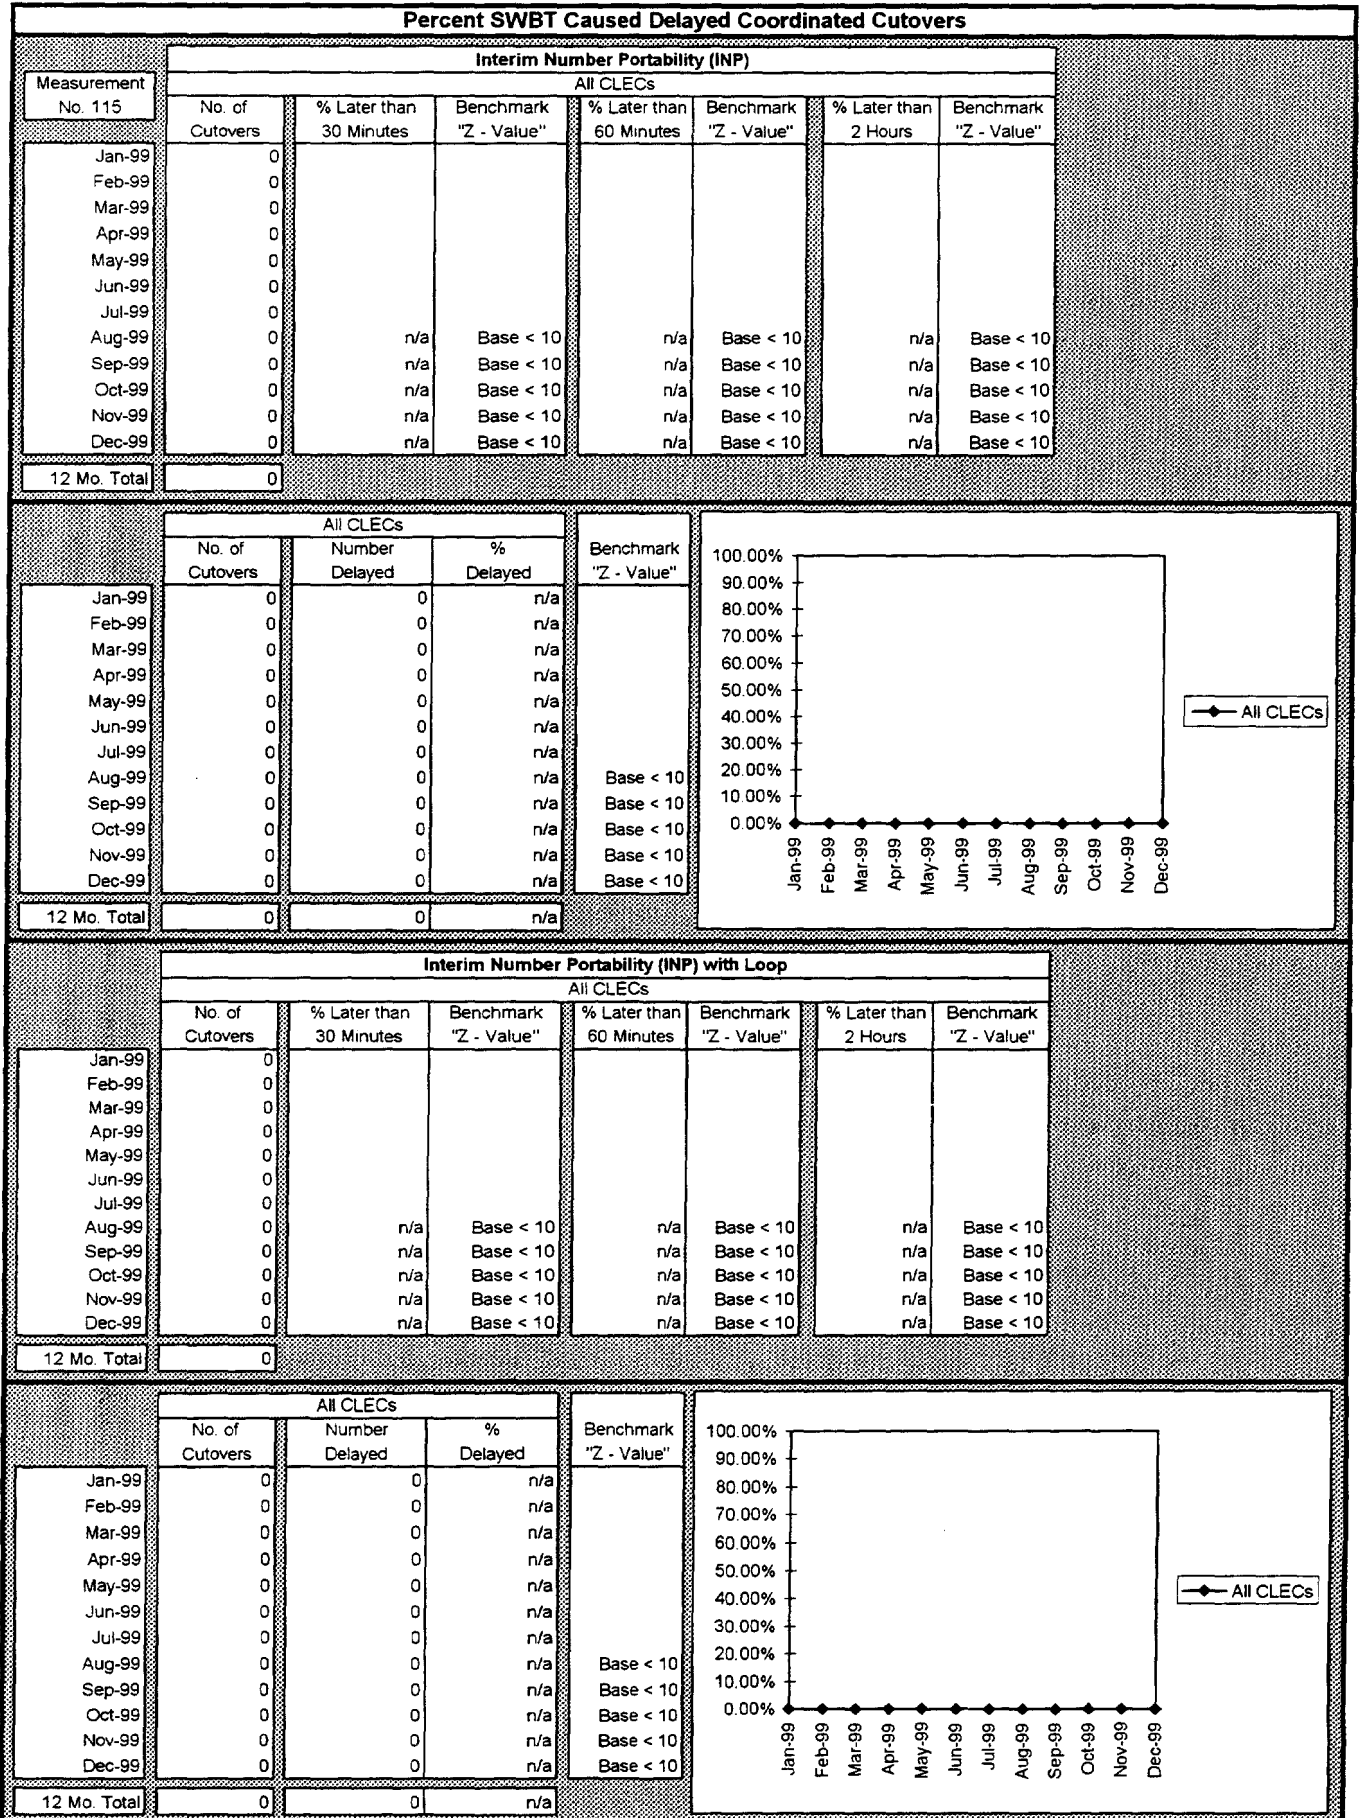 Percent SWBT Caused Delayed Coordinated Cutovers
Interim Number Portability (INP)
Measurement No. 115
All CLECs
No. of Cutovers % Later than 30 Minutes Benchmark "Z - Value" % Later than 60 Minutes Benchmark "Z - Value" % Later than 2 Hours Benchmark "Z - Value"
Jan-99 0
Feb-99 0
Mar-99 0
Apr-99 0
May-99 0
Jun-99 0
Jul-99 0
Aug-99 0 n/a Base < 10 n/a Base < 10 n/a Base < 10
Sep-99 0 n/a Base < 10 n/a Base < 10 n/a Base < 10
Oct-99 0 n/a Base < 10 n/a Base < 10 n/a Base < 10
Nov-99 0 n/a Base < 10 n/a Base < 10 n/a Base < 10
Dec-99 0 n/a Base < 10 n/a Base < 10 n/a Base < 10
12 Mo. Total 0
All CLECs
No. of Cutovers Number Delayed % Delayed Benchmark "Z - Value"
Jan-99 0 0 n/a
Feb-99 0 0 n/a
Mar-99 0 0 n/a
Apr-99 0 0 n/a
May-99 0 0 n/a
Jun-99 0 0 n/a
Jul-99 0 0 n/a
Aug-99 0 0 n/a Base < 10
Sep-99 0 0 n/a Base < 10
Oct-99 0 0 n/a Base < 10
Nov-99 0 0 n/a Base < 10
Dec-99 0 0 n/a Base < 10
12 Mo. Total 0 0 n/a
100.00%
90.00%
80.00%
70.00%
60.00%
50.00%
40.00%
30.00%
20.00%
10.00%
0.00%
Jan-99 Feb-99 Mar-99 Apr-99 May-99 Jun-99 Jul-99 Aug-99 Sep-99 Oct-99 Nov-99 Dec-99
All CLECs
Interim Number Portability (INP) with Loop
All CLECs
No. of Cutovers % Later than 30 Minutes Benchmark "Z - Value" % Later than 60 Minutes Benchmark "Z - Value" % Later than 2 Hours Benchmark "Z - Value"
Jan-99 0
Feb-99 0
Mar-99 0
Apr-99 0
May-99 0
Jun-99 0
Jul-99 0
Aug-99 0 n/a Base < 10 n/a Base < 10 n/a Base < 10
Sep-99 0 n/a Base < 10 n/a Base < 10 n/a Base < 10
Oct-99 0 n/a Base < 10 n/a Base < 10 n/a Base < 10
Nov-99 0 n/a Base < 10 n/a Base < 10 n/a Base < 10
Dec-99 0 n/a Base < 10 n/a Base < 10 n/a Base < 10
12 Mo. Total 0
All CLECs
No. of Cutovers Number Delayed % Delayed Benchmark "Z - Value"
Jan-99 0 0 n/a
Feb-99 0 0 n/a
Mar-99 0 0 n/a
Apr-99 0 0 n/a
May-99 0 0 n/a
Jun-99 0 0 n/a
Jul-99 0 0 n/a
Aug-99 0 0 n/a Base < 10
Sep-99 0 0 n/a Base < 10
Oct-99 0 0 n/a Base < 10
Nov-99 0 0 n/a Base < 10
Dec-99 0 0 n/a Base < 10
12 Mo. Total 0 0 n/a
100.00%
90.00%
80.00%
70.00%
60.00%
50.00%
40.00%
30.00%
20.00%
10.00%
0.00%
Jan-99 Feb-99 Mar-99 Apr-99 May-99 Jun-99 Jul-99 Aug-99 Sep-99 Oct-99 Nov-99 Dec-99
All CLECs